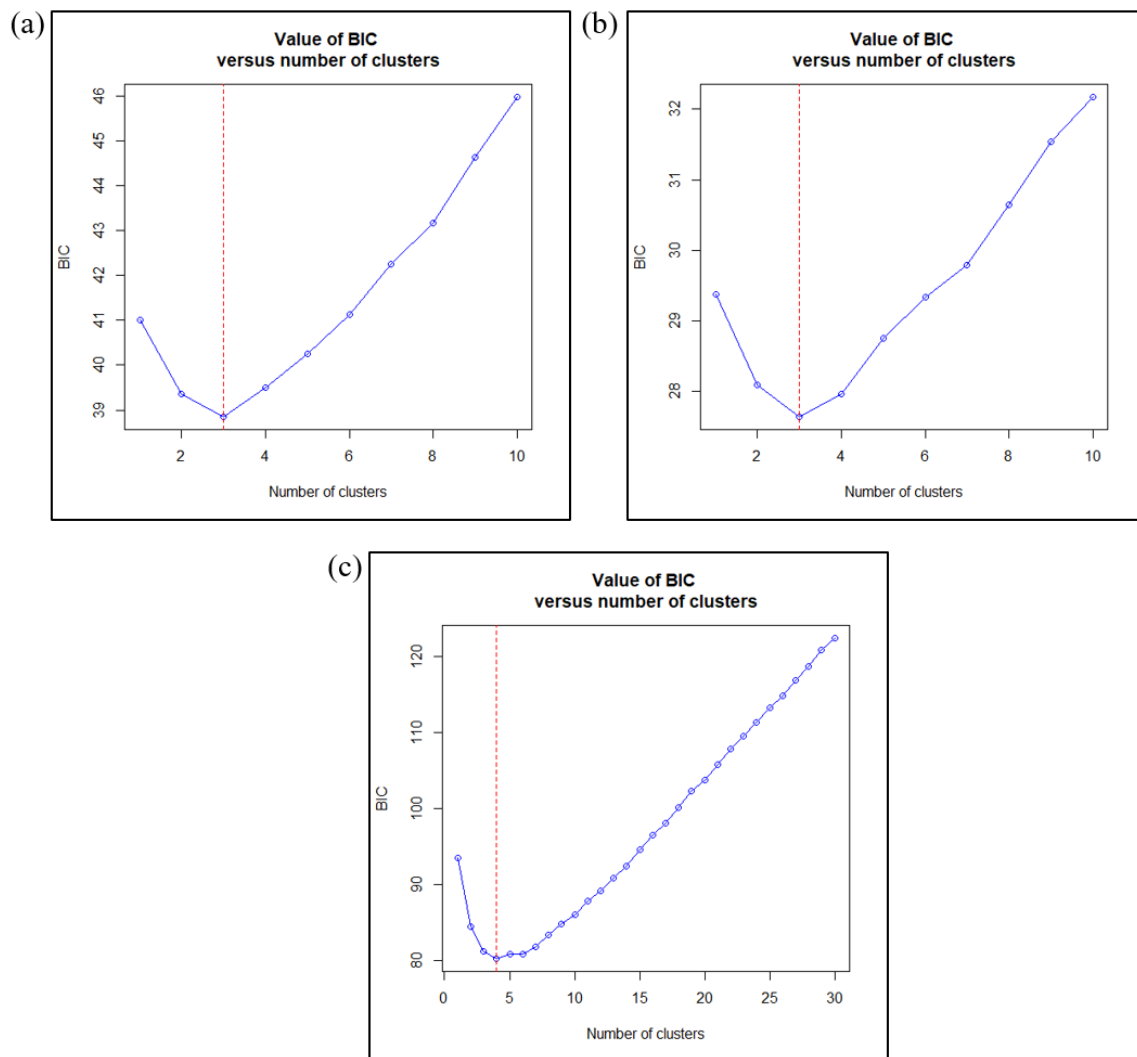 (a)
Value of BIC
versus number of clusters
46
45
44
43
42
41
40
39
BIC
2 4 6 8 10
Number of clusters
(b)
Value of BIC
versus number of clusters
32
31
30
29
28
BIC
2 4 6 8 10
Number of clusters
(c)
Value of BIC
versus number of clusters
120
110
100
90
80
BIC
0 5 10 15 20 25 30
Number of clusters